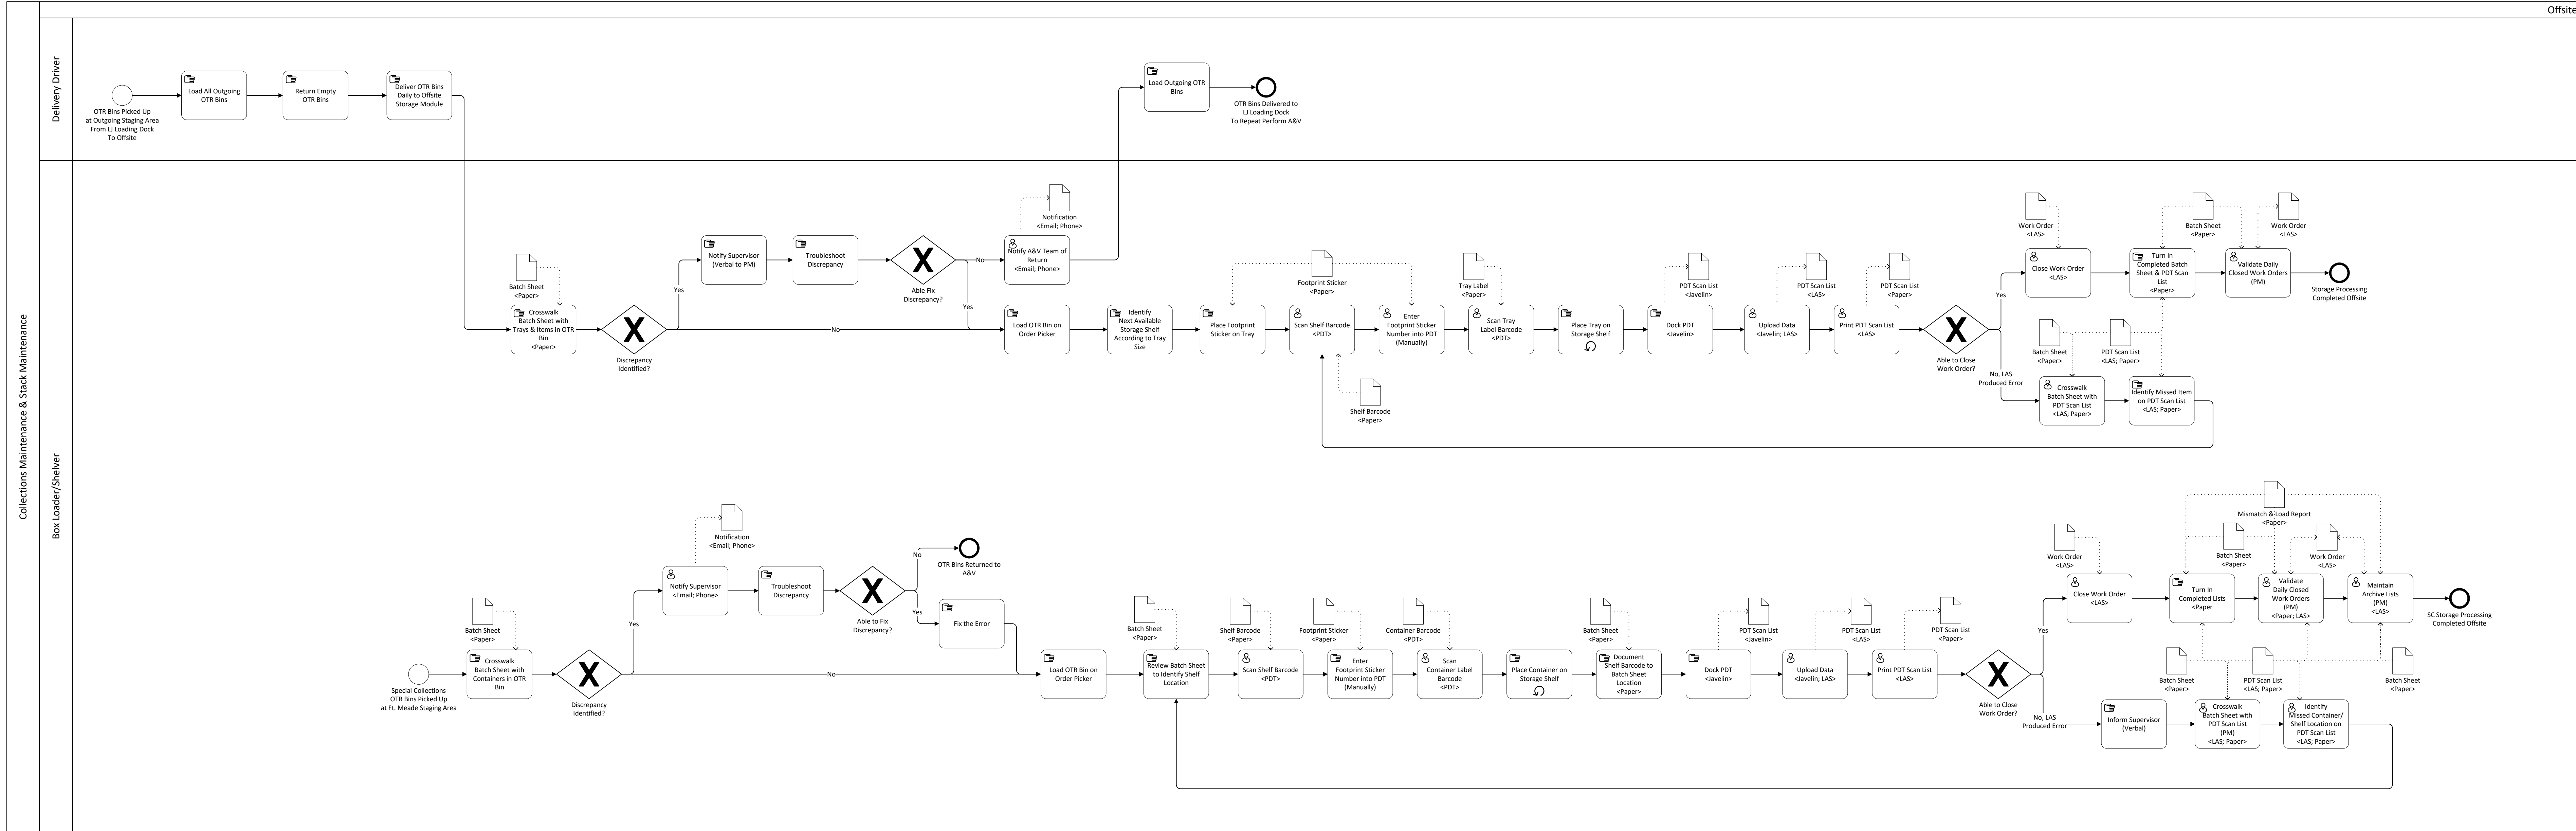 Offsite
Collections Maintenance & Stack Maintenance
Delivery Driver
OTR Bins Picked Up
at Outgoing Staging Area
From LJ Loading Dock
To Offsite
Load All Outgoing
OTR Bins
Return Empty
OTR Bins
Deliver OTR Bins
Daily to Offsite
Storage Module
Load Outgoing OTR
Bins
OTR Bins Delivered to
LJ Loading Dock
To Repeat Perform A&V
Box Loader/Shelver
Batch Sheet
<Paper>
Crosswalk
Batch Sheet with
Trays & Items in OTR
Bin
<Paper>
Discrepancy
Identified?
Yes
No
Notify Supervisor
(Verbal to PM)
Troubleshoot
Discrepancy
Able Fix
Discrepancy?
No
Yes
Notification
<Email; Phone>
Notify A&V Team of
Return
<Email; Phone>
Load OTR Bin on
Order Picker
Identify
Next Available
Storage Shelf
According to Tray
Size
Place Footprint
Sticker on Tray
Footprint Sticker
<Paper>
Scan Shelf Barcode
<PDT>
Shelf Barcode
<Paper>
Enter
Footprint Sticker
Number into PDT
(Manually)
Tray Label
<Paper>
Scan Tray
Label Barcode
<PDT>
Place Tray on
Storage Shelf
PDT Scan List
<Javelin>
Dock PDT
<Javelin>
PDT Scan List
<LAS>
Upload Data
<Javelin; LAS>
PDT Scan List
<Paper>
Print PDT Scan List
<LAS>
Able to Close
Work Order?
Yes
No, LAS
Produced Error
Work Order
<LAS>
Close Work Order
<LAS>
Batch Sheet
<Paper>
Turn In
Completed Batch
Sheet & PDT Scan
List
<Paper>
Work Order
<LAS>
Validate Daily
Closed Work Orders
(PM)
Storage Processing
Completed Offsite
Batch Sheet
<Paper>
PDT Scan List
<LAS; Paper>
Crosswalk
Batch Sheet with
PDT Scan List
<LAS; Paper>
Identify Missed Item
on PDT Scan List
<LAS; Paper>
Special Collections
OTR Bins Picked Up
at Ft. Meade Staging Area
Batch Sheet
<Paper>
Crosswalk
Batch Sheet with
Containers in OTR
Bin
Discrepancy
Identified?
Yes
No
Notification
<Email; Phone>
Notify Supervisor
<Email; Phone>
Troubleshoot
Discrepancy
Able to Fix
Discrepancy?
No
Yes
OTR Bins Returned to
A&V
Fix the Error
Load OTR Bin on
Order Picker
Batch Sheet
<Paper>
Review Batch Sheet
to Identify Shelf
Location
Shelf Barcode
<Paper>
Scan Shelf Barcode
<PDT>
Footprint Sticker
<Paper>
Enter
Footprint Sticker
Number into PDT
(Manually)
Container Barcode
<PDT>
Scan
Container Label
Barcode
<PDT>
Place Container on
Storage Shelf
Batch Sheet
<Paper>
Document
Shelf Barcode to
Batch Sheet
Location
<Paper>
PDT Scan List
<Javelin>
Dock PDT
<Javelin>
PDT Scan List
<LAS>
Upload Data
<Javelin; LAS>
PDT Scan List
<Paper>
Print PDT Scan List
<LAS>
Able to Close
Work Order?
Yes
No, LAS
Produced Error
Work Order
<LAS>
Close Work Order
<LAS>
Mismatch & Load Report
<Paper>
Batch Sheet
<Paper>
Work Order
<LAS>
Turn In
Completed Lists
<Paper
Validate
Daily Closed
Work Orders
(PM)
<Paper; LAS>
Maintain
Archive Lists
(PM)
<LAS>
SC Storage Processing
Completed Offsite
Batch Sheet
<Paper>
PDT Scan List
<LAS; Paper>
Batch Sheet
<Paper>
Inform Supervisor
(Verbal)
Crosswalk
Batch Sheet with
PDT Scan List
(PM)
<LAS; Paper>
Identify
Missed Container/
Shelf Location on
PDT Scan List
<LAS; Paper>